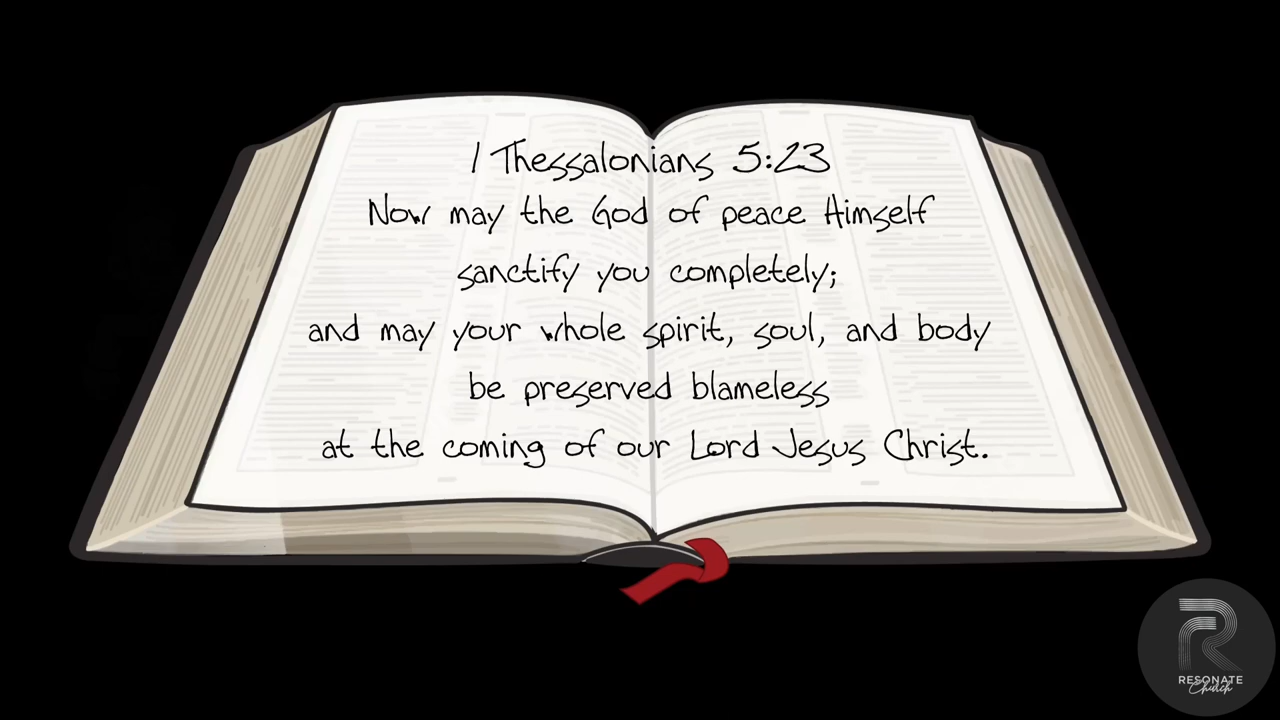 1 Thessalonians 5:23
Now may the God of peace Himself
sanctify you completely;
and may your whole spirit, soul, and body
be preserved blameless
at the coming of our Lord Jesus Christ.
RESONATE
Church